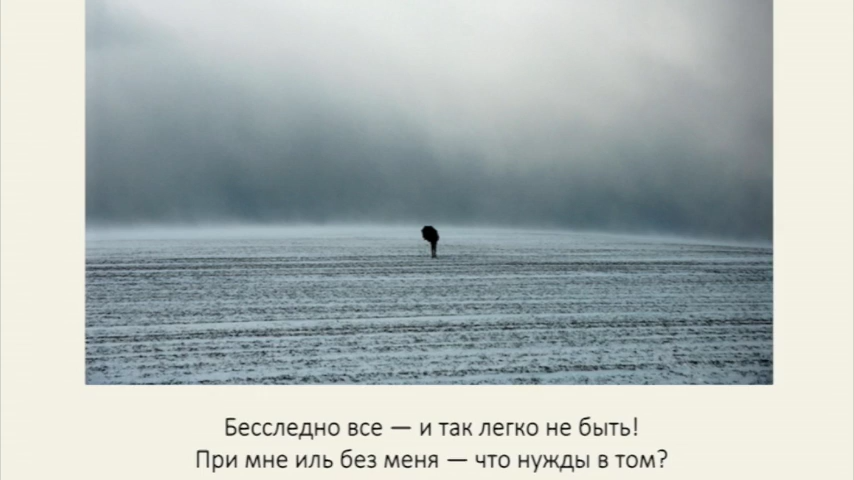 Бесследно все — и так легко не быть!
При мне иль без меня — что нужды в том?